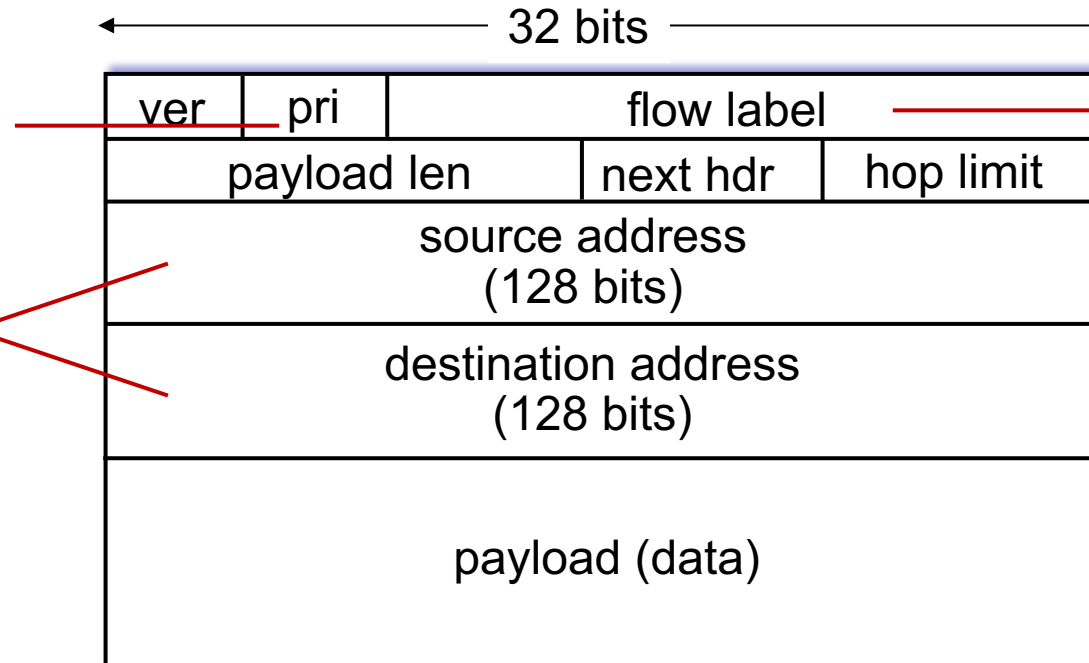 32 bits
ver pri flow label
payload len next hdr hop limit
source address
(128 bits)
destination address
(128 bits)
payload (data)